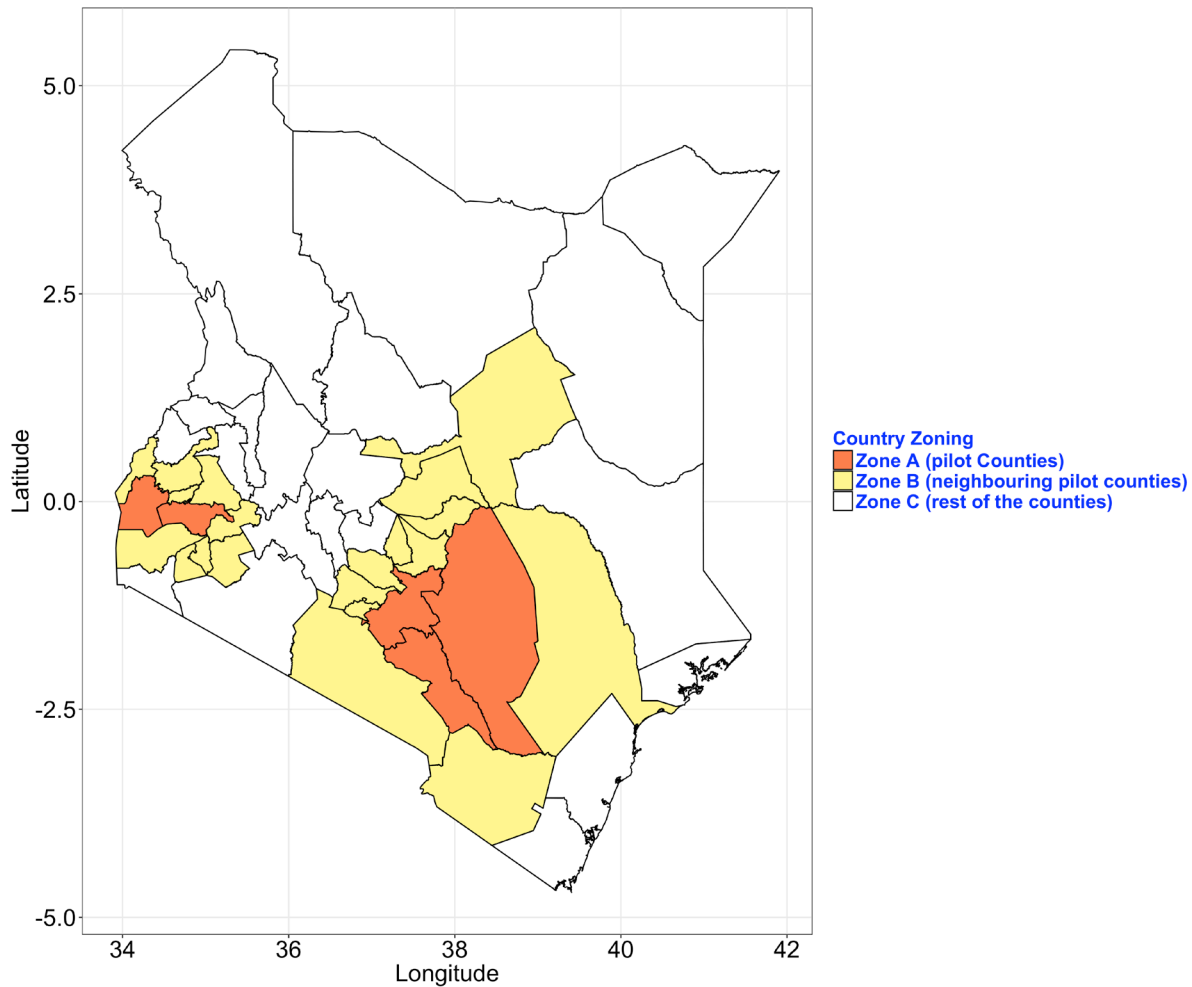 5.0
2.5
0.0
-2.5
-5.0
Latitude
34
36
38
40
42
Longitude
Country Zoning
Zone A (pilot Counties)
Zone B (neighbouring pilot counties)
Zone C (rest of the counties)